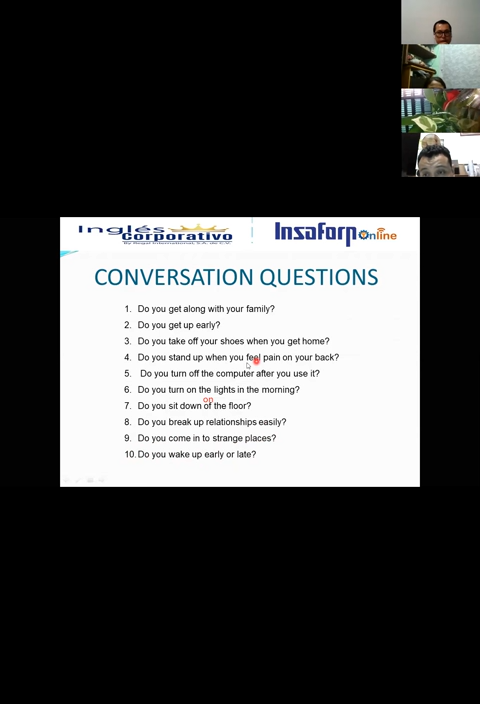 Inglés
Corporativo
By Regal International, S.A. de C.V.
Insaforp Online
CONVERSATION QUESTIONS
1. Do you get along with your family?
2. Do you get up early?
3. Do you take off your shoes when you get home?
4. Do you stand up when you feel pain on your back?
5. Do you turn off the computer after you use it?
6. Do you turn on the lights in the morning?
on
7. Do you sit down of the floor?
8. Do you break up relationships easily?
9. Do you come in to strange places?
10. Do you wake up early or late?